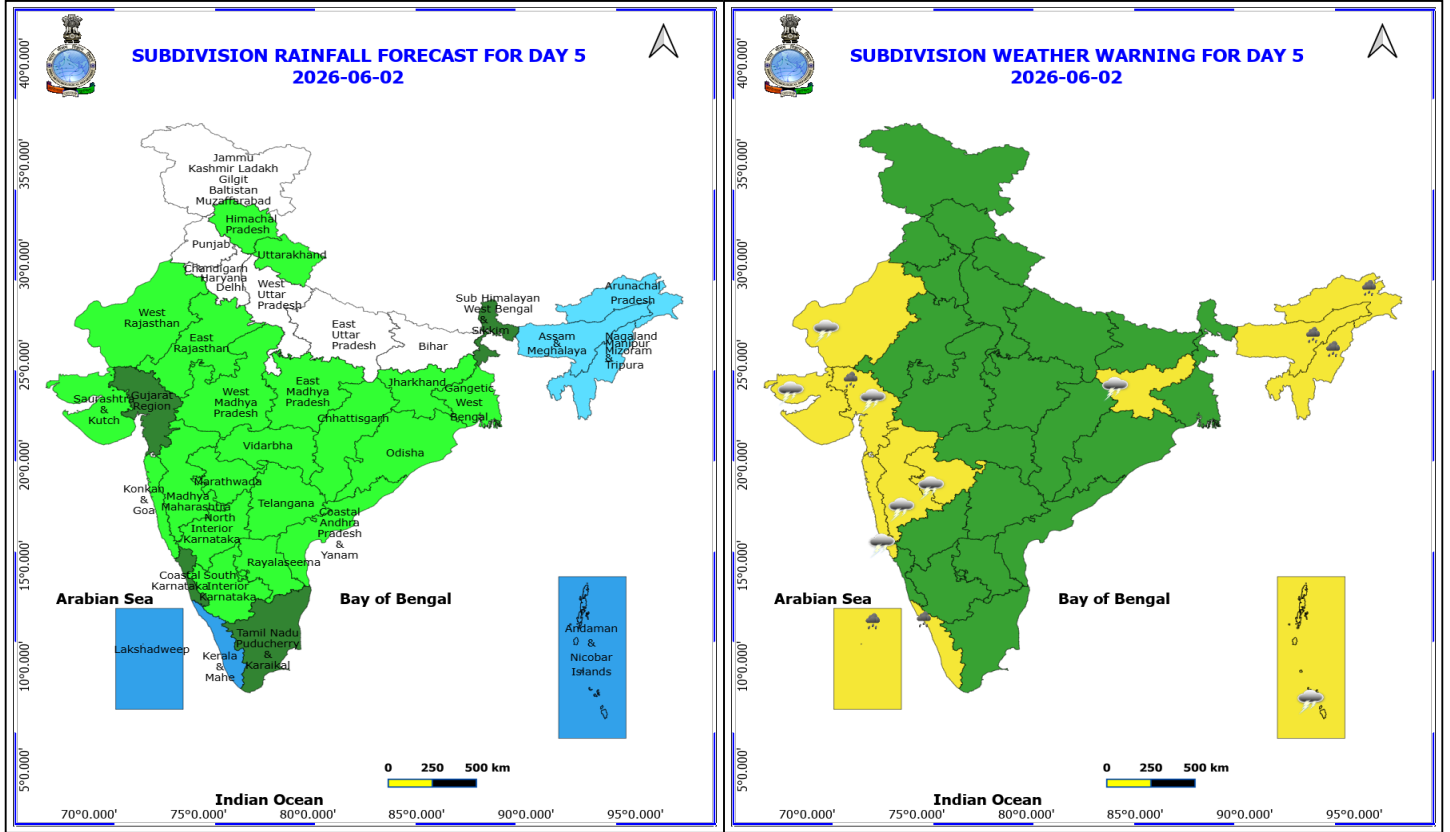 SUBDIVISION RAINFALL FORECAST FOR DAY 5
2026-06-02
40°0.000'
35°0.000'
30°0.000'
25°0.000'
20°0.000'
15°0.000'
10°0.000'
5°0.000'
Jammu
Kashmir Ladakh
Gilgit
Baltistan
Muzaffarabad
Himachal
Pradesh
Punjab
Uttarakhand
Chandigarh
Haryana
Delhi
West
Uttar
Pradesh
West
Rajasthan
East
Rajasthan
East
Uttar
Pradesh
Bihar
Sub Himalayan
West Bengal
&
Sikkim
Arunachal
Pradesh
Assam
&
Meghalaya
Nagaland
Manipur
Mizoram
&
Tripura
Saurashtra
&
Kutch
Gujarat
Region
West
Madhya
Pradesh
East
Madhya
Pradesh
Jharkhand
Gangetic
West
Bengal
Chhattisgarh
Vidarbha
Odisha
Konkan
&
Goa
Marathwada
Madhya
Maharashtra
Telangana
North
Interior
Karnataka
Coastal
Andhra
Pradesh
&
Yanam
Rayalaseema
Coastal
Karnataka
South
Interior
Karnataka
Arabian Sea
Bay of Bengal
Lakshadweep
Kerala
&
Mahe
Tamil Nadu
Puducherry
&
Karaikal
Andaman
&
Nicobar
Islands
0 250 500 km
Indian Ocean
70°0.000' 75°0.000' 80°0.000' 85°0.000' 90°0.000' 95°0.000'
SUBDIVISION WEATHER WARNING FOR DAY 5
2026-06-02
40°0.000'
35°0.000'
30°0.000'
25°0.000'
20°0.000'
15°0.000'
10°0.000'
5°0.000'
Arabian Sea
Bay of Bengal
0 250 500 km
Indian Ocean
70°0.000' 75°0.000' 80°0.000' 85°0.000' 90°0.000' 95°0.000'